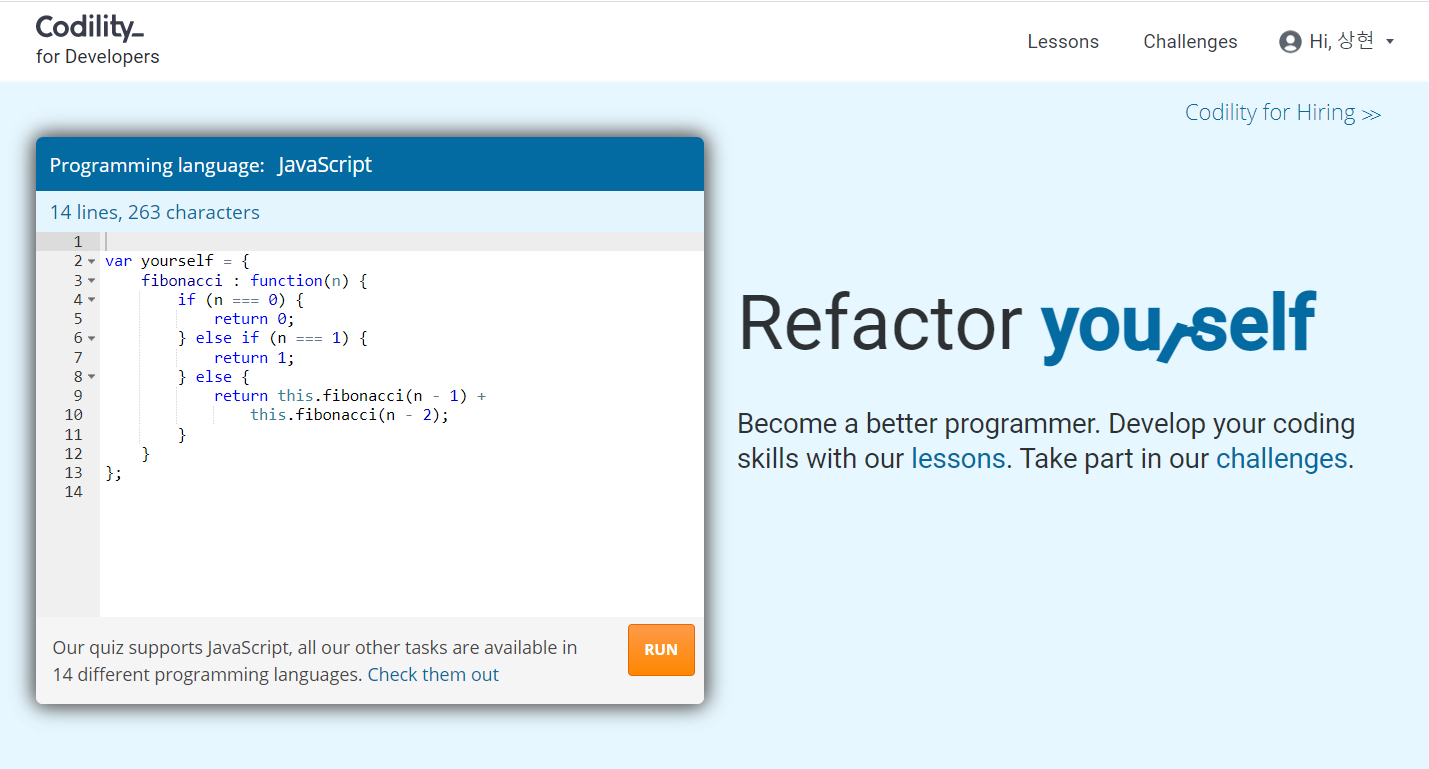 Codility_
for Developers
Lessons
Challenges
Hi, 상현
Codility for Hiring >>
Programming language: JavaScript
14 lines, 263 characters
1
2 var yourself = {
3     fibonacci : function(n) {
4         if (n === 0) {
5             return 0;
6         } else if (n === 1) {
7             return 1;
8         } else {
9             return this.fibonacci(n - 1) +
10                 this.fibonacci(n - 2);
11         }
12     }
13 };
14
Our quiz supports JavaScript, all our other tasks are available in
14 different programming languages. Check them out
RUN
Refactor yourself
Become a better programmer. Develop your coding
skills with our lessons. Take part in our challenges.